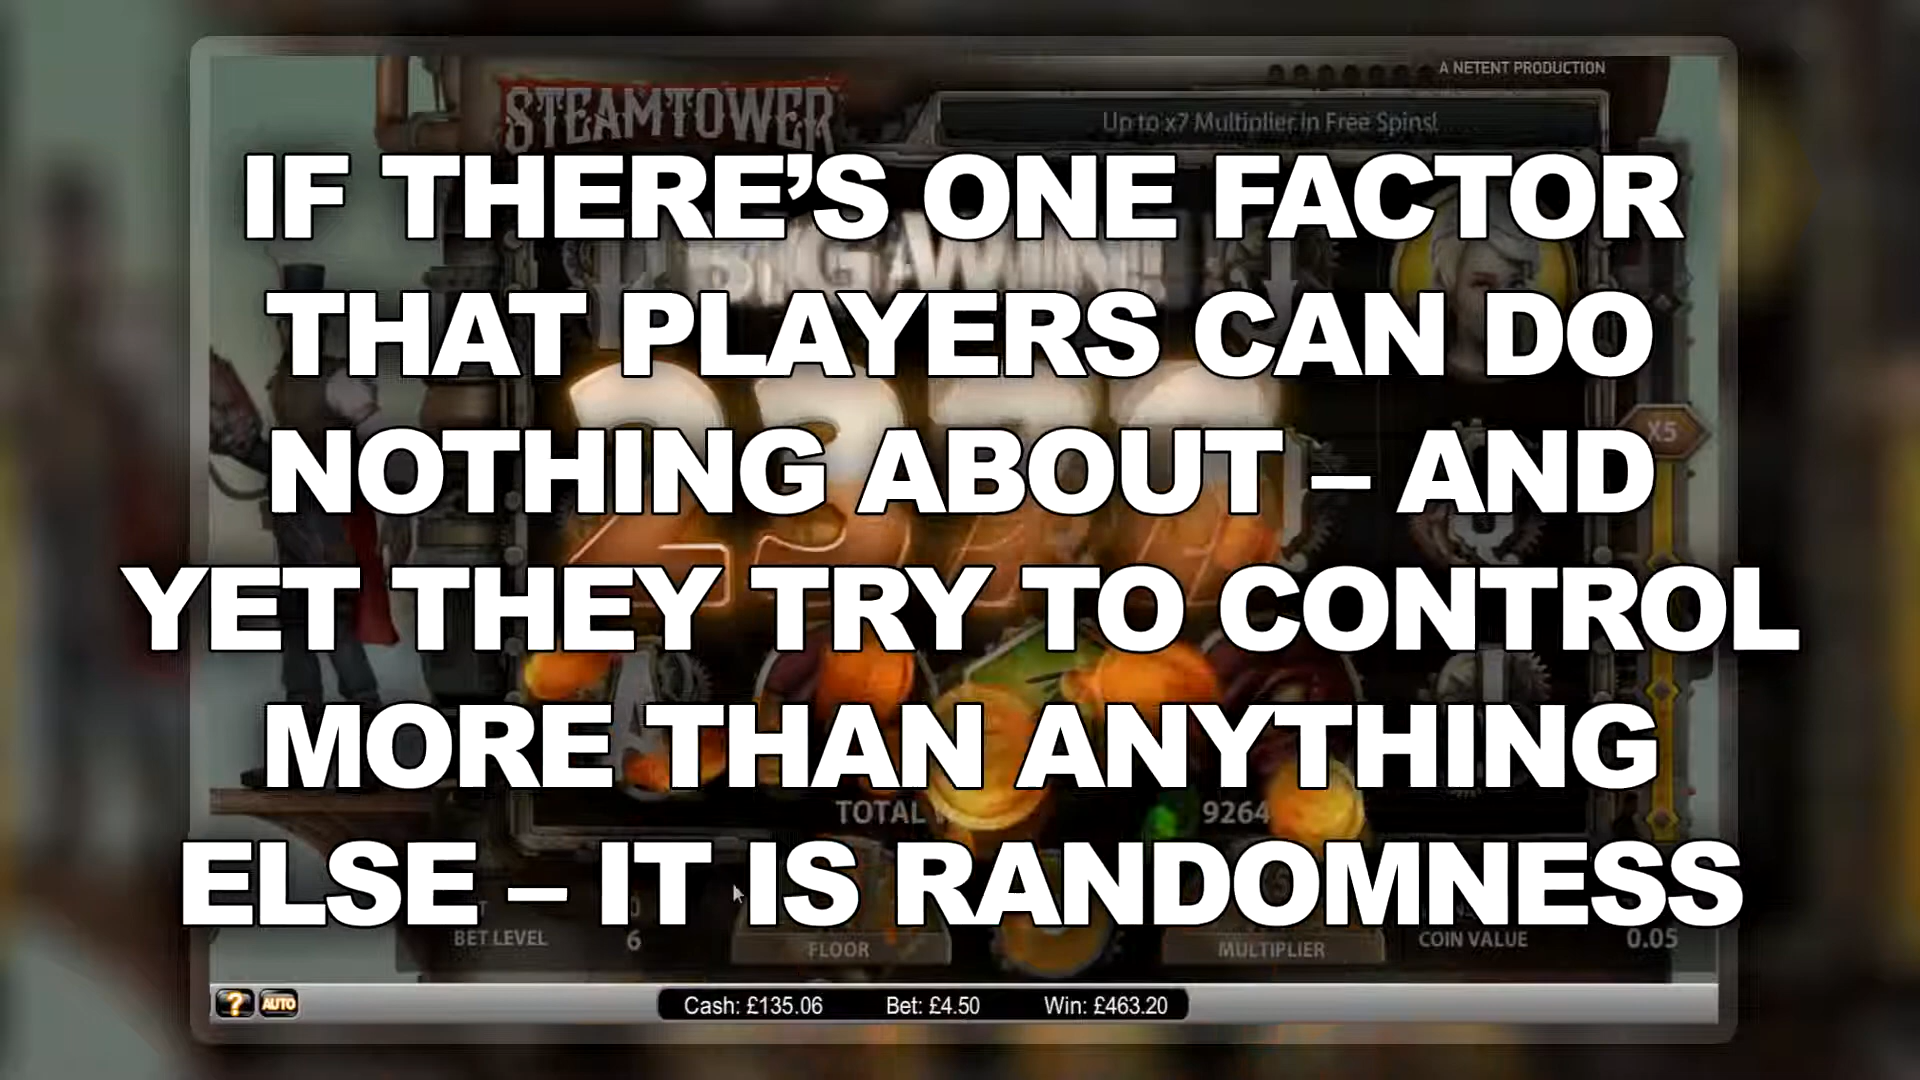 A NETENT PRODUCTION
STEAMTOWER
Up to x7 Multiplier in Free Spins!
IF THERE’S ONE FACTOR
THAT PLAYERS CAN DO
NOTHING ABOUT – AND
YET THEY TRY TO CONTROL
MORE THAN ANYTHING
ELSE – IT IS RANDOMNESS
X5
TOTAL
9264
BET LEVEL 6
FLOOR
MULTIPLIER
COIN VALUE 0.05
? AUTO
Cash: £135.06 Bet: £4.50 Win: £463.20